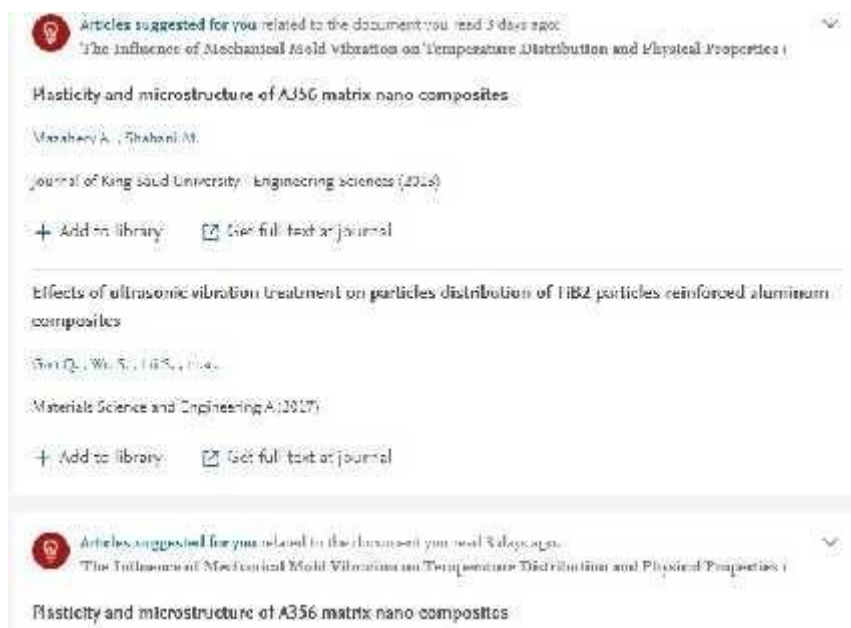 Articles suggested for you related to the document you read 3 days ago:
The Influence of Mechanical Mold Vibration on Temperature Distribution and Physical Properties
Plasticity and microstructure of A356 matrix nano composites
Mazahery A., Shabani M.
Journal of King Saud University - Engineering Sciences (2013)
+ Add to library Get full text at journal
Effects of ultrasonic vibration treatment on particles distribution of TiB2 particles reinforced aluminum
composites
Materials Science and Engineering A (2017)
+ Add to library Get full text at journal
Articles suggested for you related to the document you read 3 days ago:
The Influence of Mechanical Mold Vibration on Temperature Distribution and Physical Properties
Plasticity and microstructure of A356 matrix nano composites